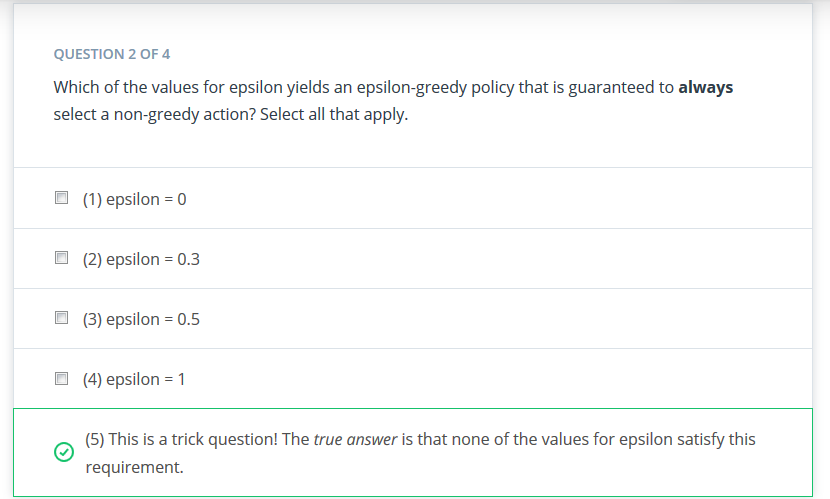 QUESTION 2 OF 4
Which of the values for epsilon yields an epsilon-greedy policy that is guaranteed to always
select a non-greedy action? Select all that apply.
(1) epsilon = 0
(2) epsilon = 0.3
(3) epsilon = 0.5
(4) epsilon = 1
(5) This is a trick question! The true answer is that none of the values for epsilon satisfy this
requirement.